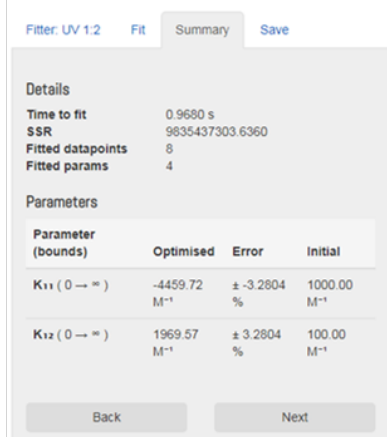 Fitter: UV 1:2 Fit Summary Save
Details
Time to fit 0.9680 s
SSR 9835437303.6360
Fitted datapoints 8
Fitted params 4
Parameters
Parameter
(bounds) Optimised Error Initial
K₁₁ ( 0 → ∞ ) -4459.72 ± -3.2804 1000.00
M⁻¹ % M⁻¹
K₁₂ ( 0 → ∞ ) 1969.57 ± 3.2804 100.00
M⁻¹ % M⁻¹
Back Next